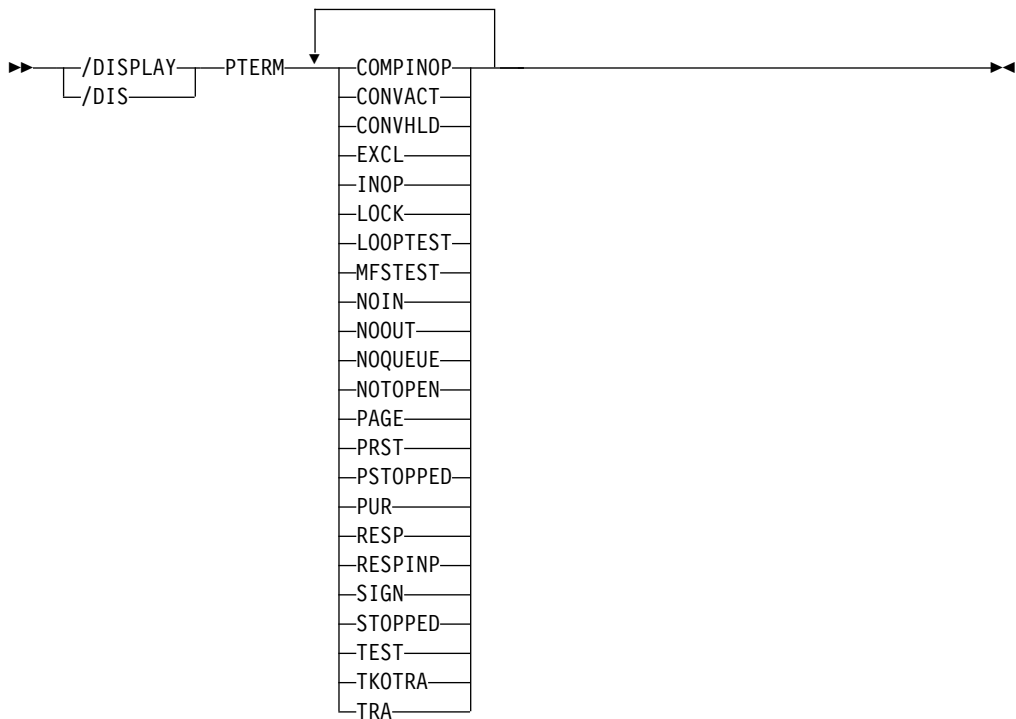 /DISPLAY PTERM COMPINOP
/DIS CONVACT
CONVHLD
EXCL
INOP
LOCK
LOOPTEST
MFSTEST
NOIN
NOOUT
NOQUEUE
NOTOPEN
PAGE
PRST
PSTOPPED
PUR
RESP
RESPINP
SIGN
STOPPED
TEST
TKOTRA
TRA